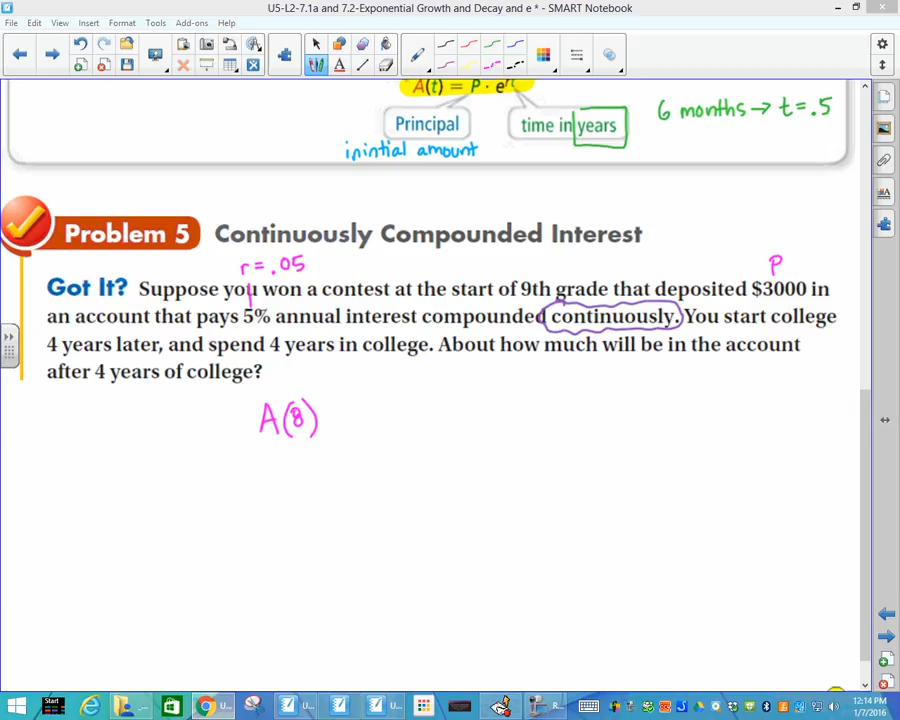 U5-L2-7.1a and 7.2-Exponential Growth and Decay and e * - SMART Notebook
File Edit View Insert Format Tools Add-ons Help
A(t) = P · e^rt
Principal
time in years
6 months → t = .5
inintial amount
Problem 5 Continuously Compounded Interest
r = .05
P
Got It? Suppose you won a contest at the start of 9th grade that deposited $3000 in
an account that pays 5% annual interest compounded continuously. You start college
4 years later, and spend 4 years in college. About how much will be in the account
after 4 years of college?
A(8)
Start
U...
U...
U...
R...
12:14 PM
1/7/2016